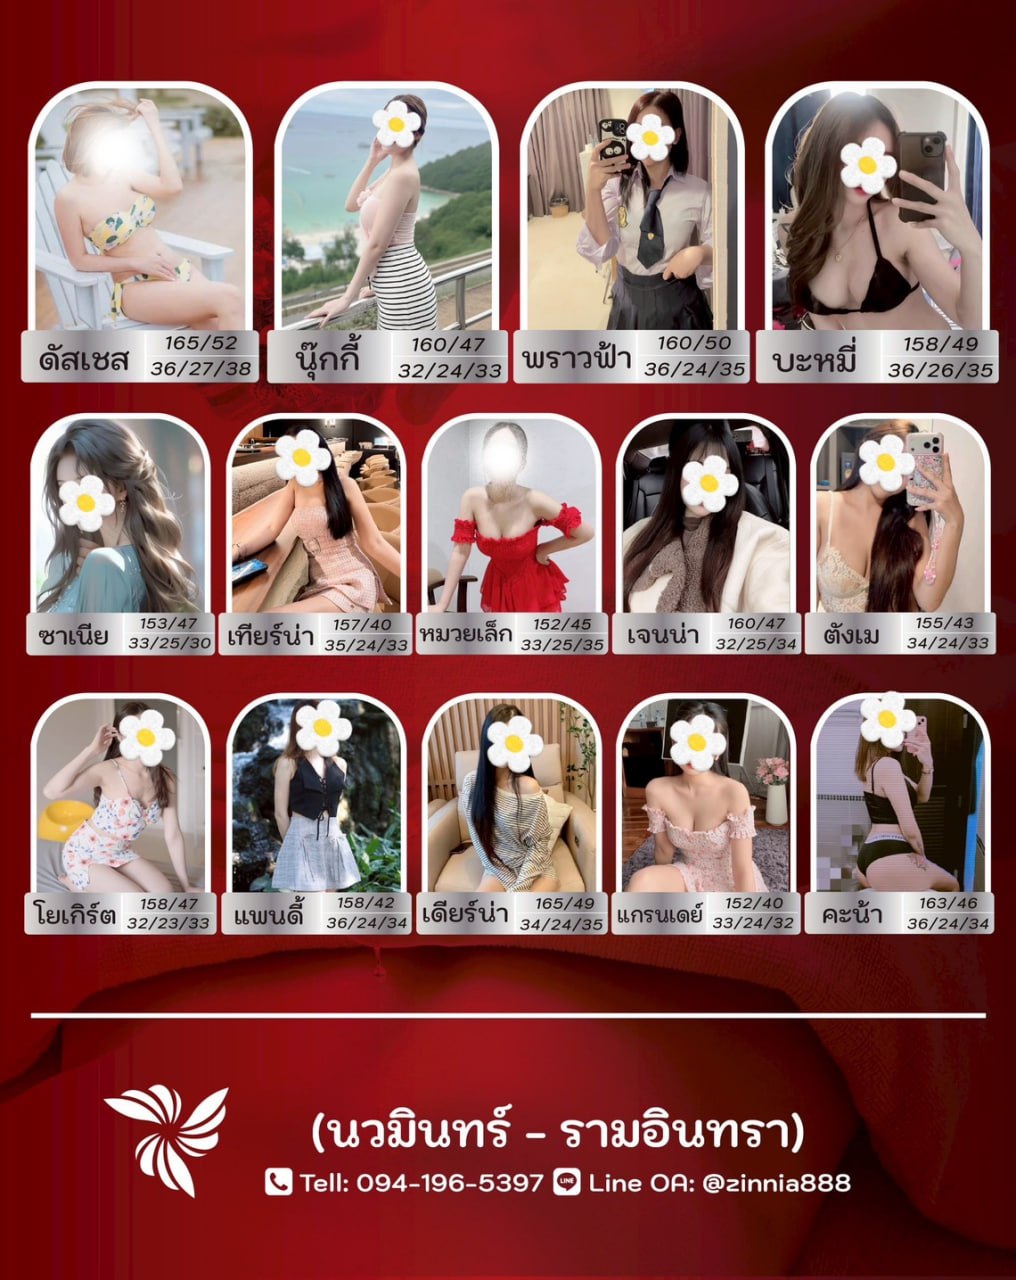 ดัสเชส
165/52
36/27/38
นุ๊กกี้
160/47
32/24/33
พราวฟ้า
160/50
36/24/35
บะหมี่
158/49
36/26/35
ซาเนีย
153/47
33/25/30
เทียร์น่า
157/40
35/24/33
หมวยเล็ก
152/45
33/25/35
เจนน่า
160/47
32/25/34
ตังเม
155/43
34/24/33
โยเกิร์ต
158/47
32/23/33
แพนดี้
158/42
36/24/34
เดียร์น่า
165/49
34/24/35
แกรนเดย์
152/40
33/24/32
คะน้า
163/46
36/24/34
(นวมินทร์ - รามอินทรา)
Tell: 094-196-5397 LINE Line OA: @zinnia888